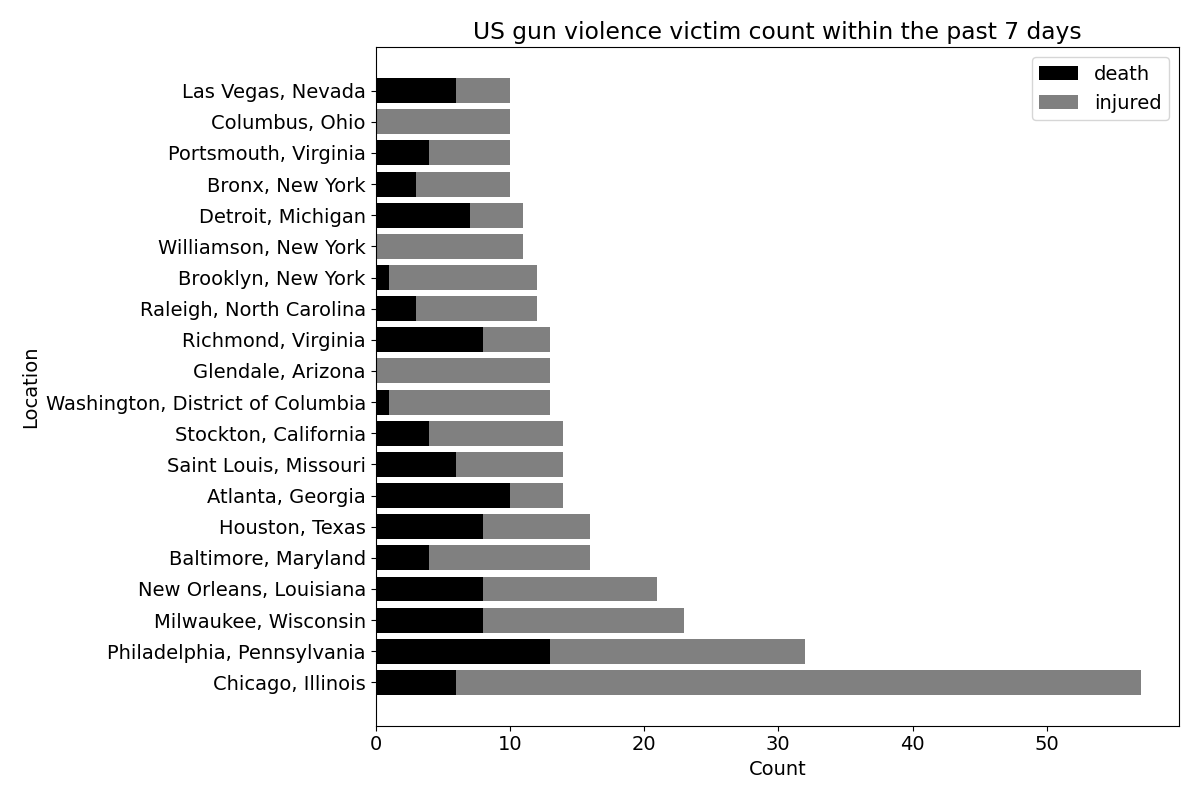 US gun violence victim count within the past 7 days
death
injured
Las Vegas, Nevada
Columbus, Ohio
Portsmouth, Virginia
Bronx, New York
Detroit, Michigan
Williamson, New York
Brooklyn, New York
Raleigh, North Carolina
Richmond, Virginia
Glendale, Arizona
Washington, District of Columbia
Stockton, California
Saint Louis, Missouri
Atlanta, Georgia
Houston, Texas
Baltimore, Maryland
New Orleans, Louisiana
Milwaukee, Wisconsin
Philadelphia, Pennsylvania
Chicago, Illinois
Location
0 10 20 30 40 50
Count